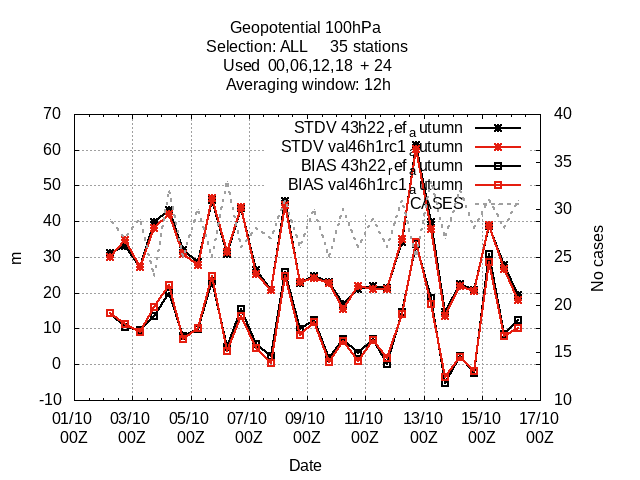 Geopotential 100hPa
Selection: ALL 35 stations
Used 00,06,12,18 + 24
Averaging window: 12h
70 40
STDV 43h22_ref_autumn
STDV val46h1rc1_autumn
BIAS 43h22_ref_autumn
BIAS val46h1rc1_autumn
CASES
60
35
50
40
30
30
25
20
20
10
15
0
-10 10
m
No cases
01/10 03/10 05/10 07/10 09/10 11/10 13/10 15/10 17/10
00Z 00Z 00Z 00Z 00Z 00Z 00Z 00Z 00Z
Date